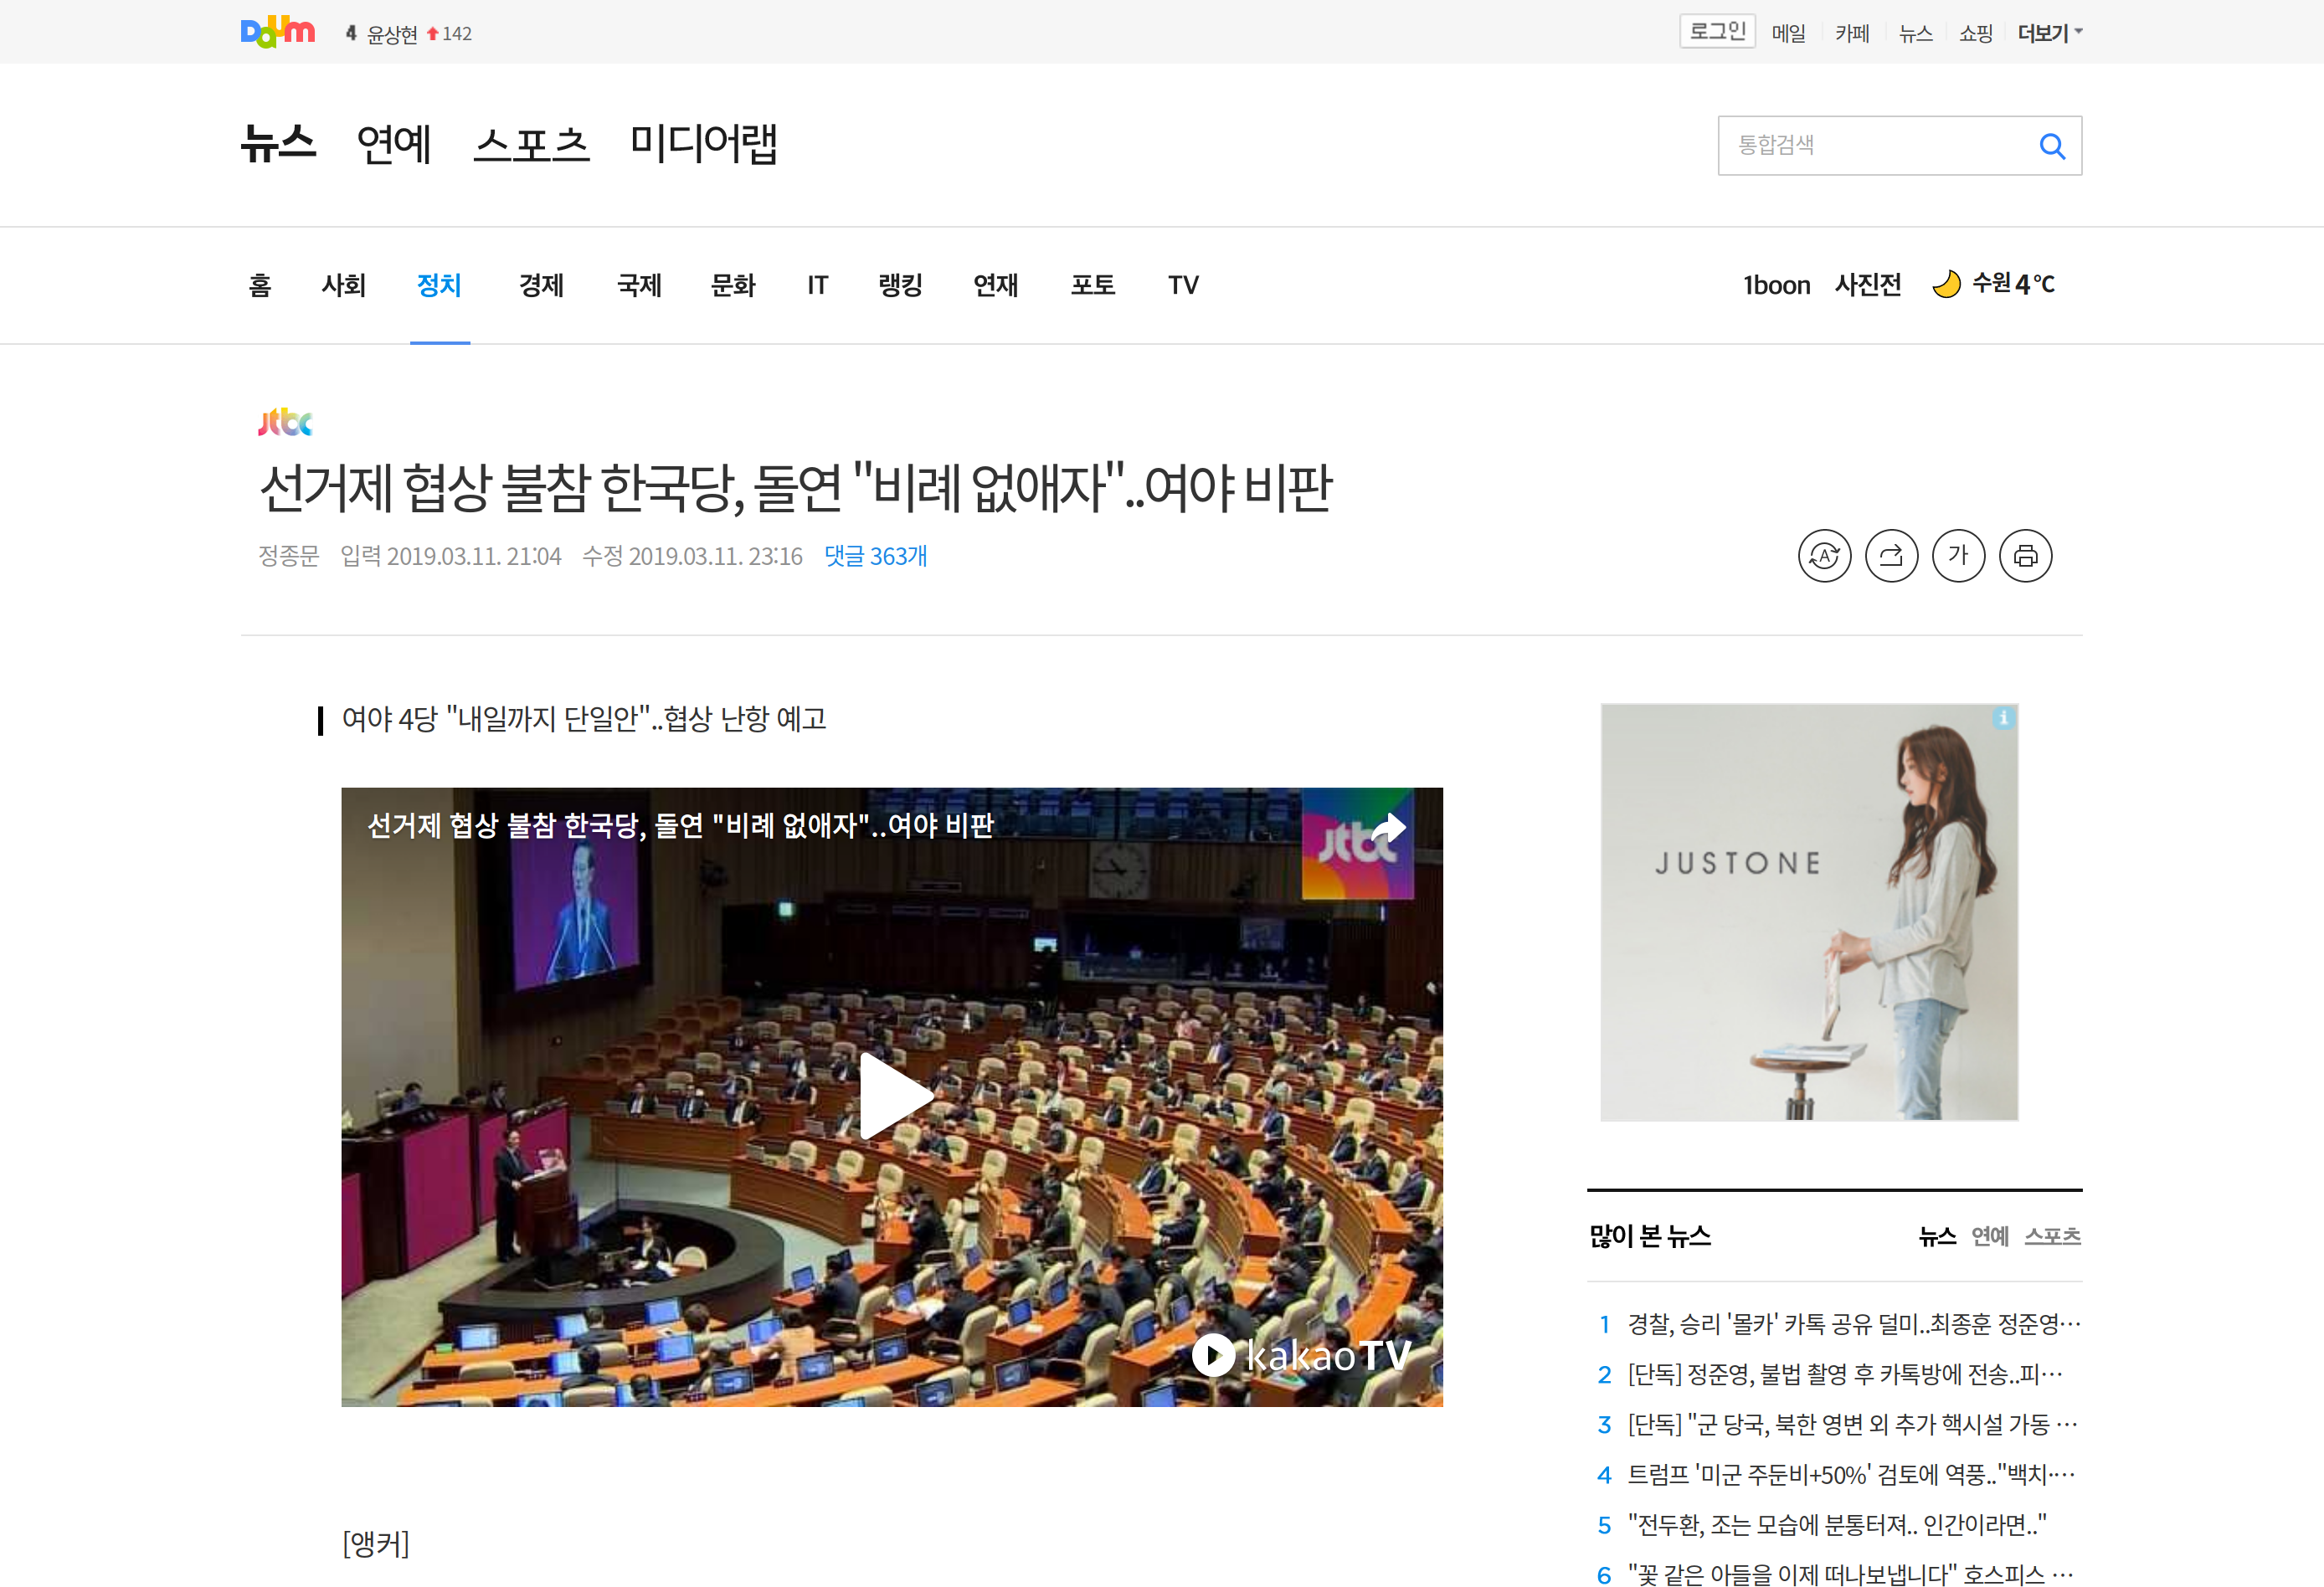 Daum 4 윤상현 142
로그인 메일 카페 뉴스 쇼핑 더보기
뉴스 연예 스포츠 미디어랩
통합검색
홈 사회 정치 경제 국제 문화 IT 랭킹 연재 포토 TV
1boon 사진전 수원 4 °C
jtbc
선거제 협상 불참 한국당, 돌연 "비례 없애자"..여야 비판
정종문 입력 2019.03.11. 21:04 수정 2019.03.11. 23:16 댓글 363개
가
여야 4당 "내일까지 단일안"..협상 난항 예고
선거제 협상 불참 한국당, 돌연 "비례 없애자"..여야 비판
jtbc
kakaoTV
[앵커]
JUSTONE
많이 본 뉴스
뉴스 연예 스포츠
1 경찰, 승리 '몰카' 카톡 공유 덜미..최종훈 정준영…
2 [단독] 정준영, 불법 촬영 후 카톡방에 전송..피…
3 [단독] "군 당국, 북한 영변 외 추가 핵시설 가동 …
4 트럼프 '미군 주둔비+50%' 검토에 역풍.."백치…
5 "전두환, 조는 모습에 분통터져.. 인간이라면.."
6 "꽃 같은 아들을 이제 떠나보냅니다" 호스피스 …